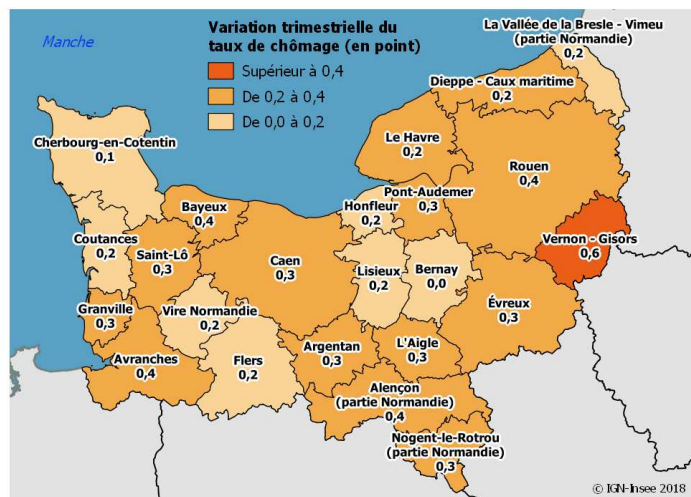 Variation trimestrielle du
taux de chômage (en point)
Supérieur à 0,4
De 0,2 à 0,4
De 0,0 à 0,2
Manche
La Vallée de la Bresle - Vimeu
(partie Normandie)
0,2
Dieppe - Caux maritime
0,2
Cherbourg-en-Cotentin
0,1
Le Havre
0,2
Rouen
0,4
Bayeux
0,4
Honfleur
0,2
Pont-Audemer
0,3
Coutances
0,2
Saint-Lô
0,3
Caen
0,3
Lisieux
0,2
Bernay
0,0
Vernon - Gisors
0,6
Granville
0,3
Vire Normandie
0,2
Évreux
0,3
Avranches
0,4
Flers
0,2
Argentan
0,3
L'Aigle
0,3
Alençon
(partie Normandie)
0,4
Nogent-le-Rotrou
(partie Normandie)
0,3
© IGN-Insee 2018